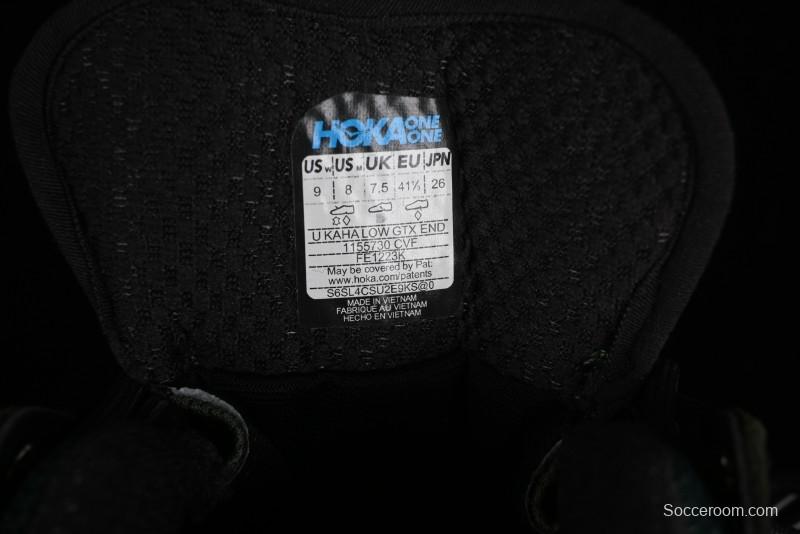 HOKA ONE ONE
US W US M UK EU JPN
9 8 7.5 41⅓ 26
U KAHA LOW GTX END
1155730 CVF
FE1223K
May be covered by Pat:
www.hoka.com/patents
S6SL4CSU2E9KS@0
MADE IN VIETNAM
FABRIQUÉ AU VIETNAM
HECHO EN VIETNAM
Socceroom.com